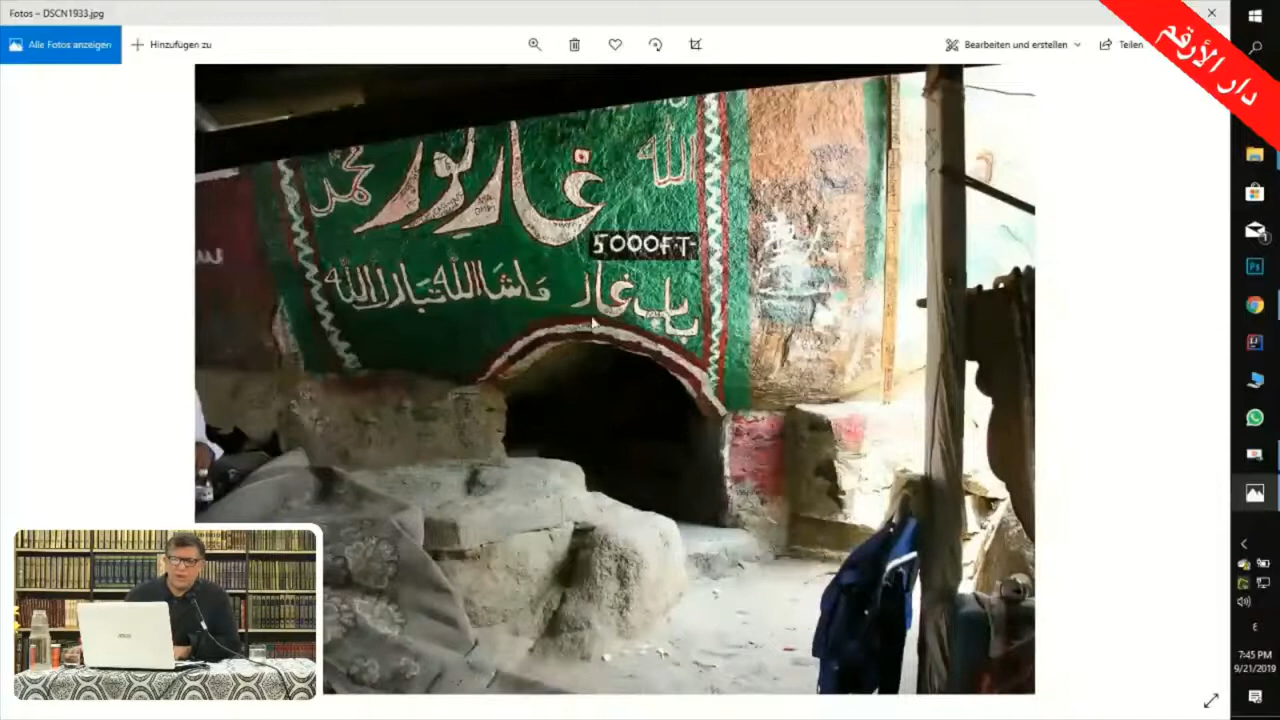 Fotos – DSCN1933.jpg
Alle Fotos anzeigen
Hinzufügen zu
Bearbeiten und erstellen
Teilen
دار الأرقم
الله
غار ثور
محمد
5000FT
باب غار ماشاالله تبارك الله
ع
7:45 PM
9/21/2019